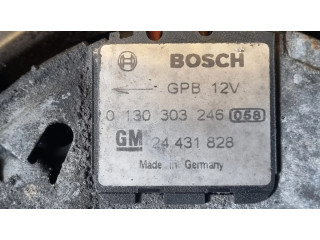 BOSCH
GPB 12V
0 130 303 246 058
GM 24 431 828
Made in Germany